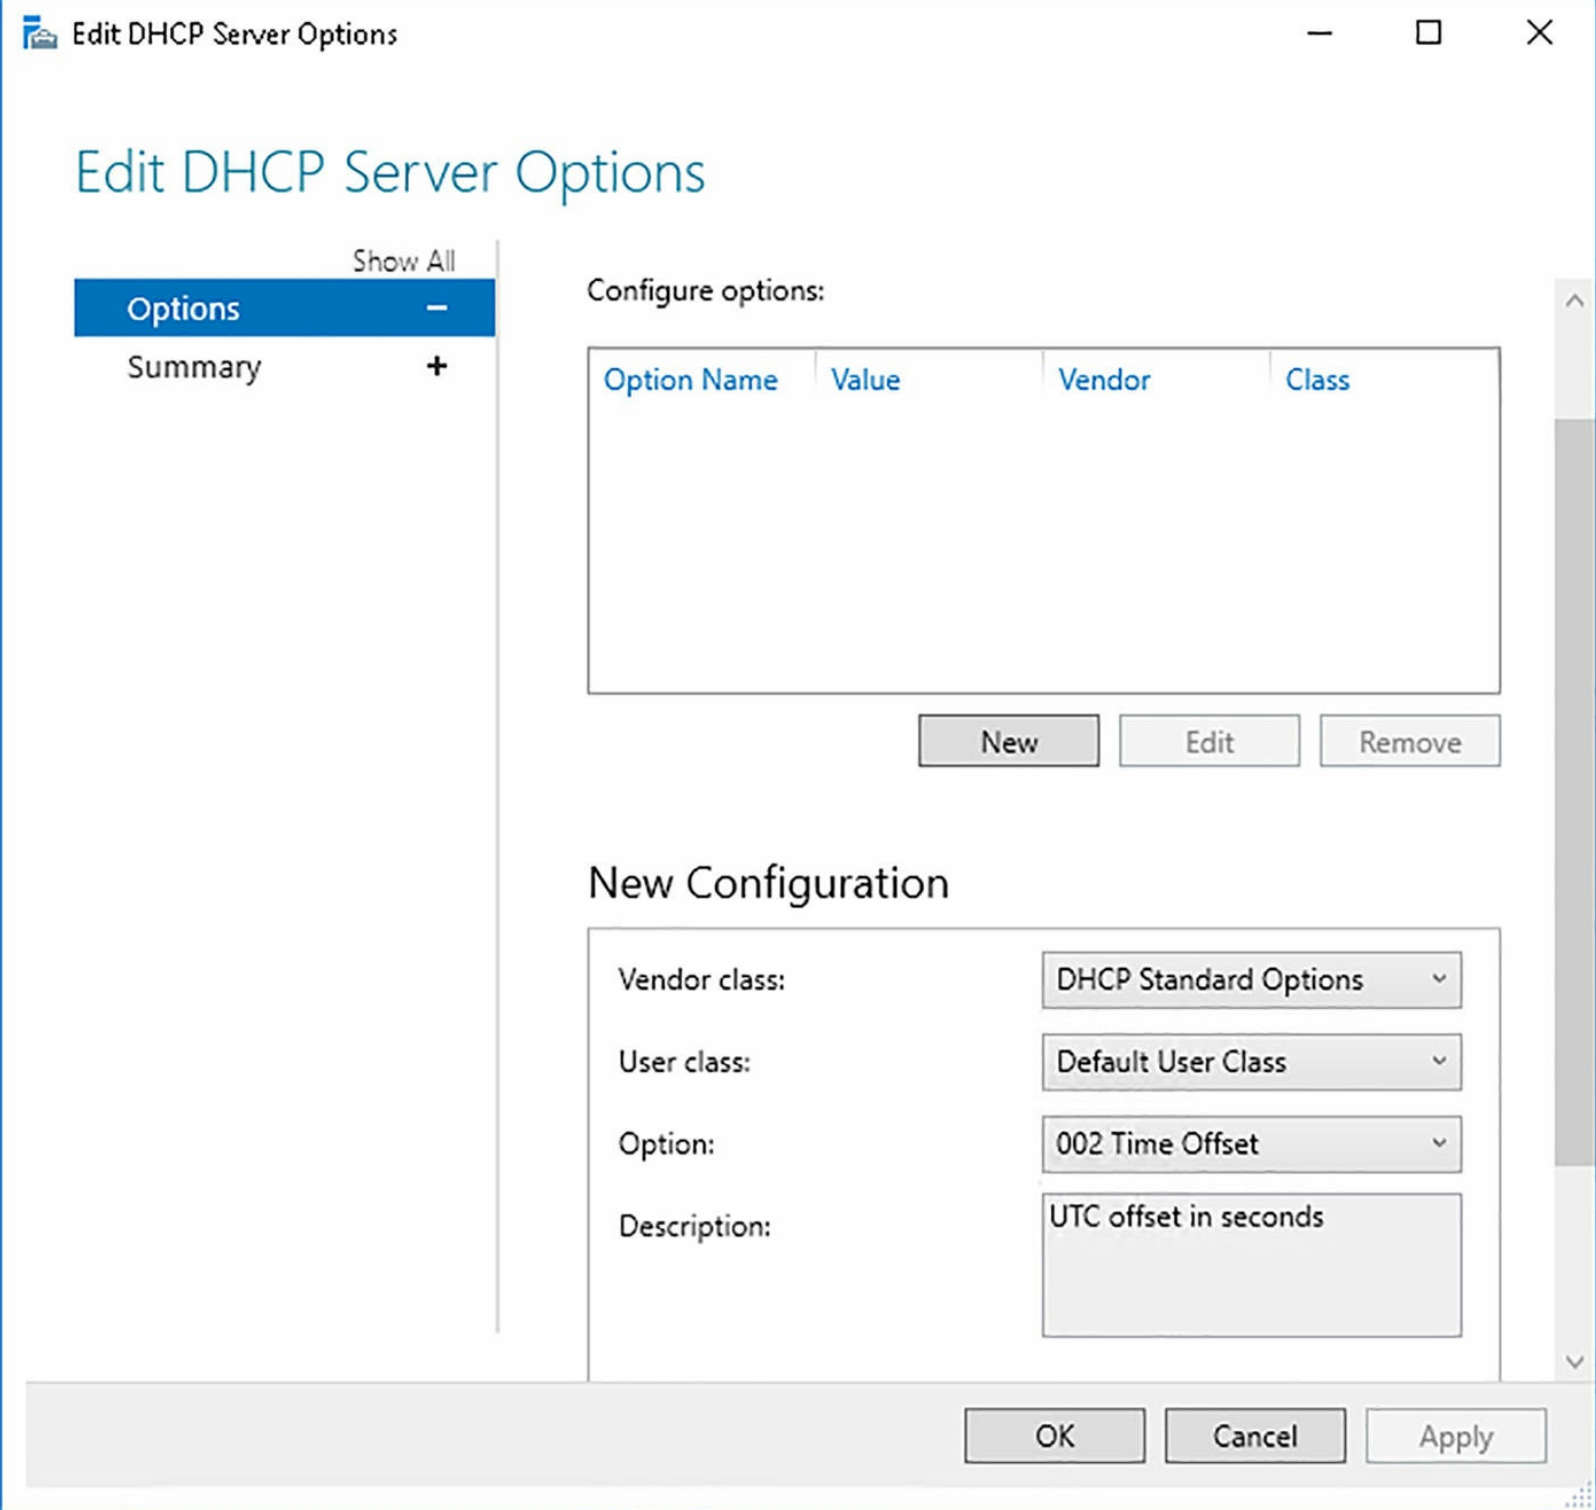 Edit DHCP Server Options
Edit DHCP Server Options
Show All
Options
Summary
Configure options:
Option Name Value Vendor Class
New Edit Remove
New Configuration
Vendor class: DHCP Standard Options
User class: Default User Class
Option: 002 Time Offset
Description: UTC offset in seconds
OK Cancel Apply